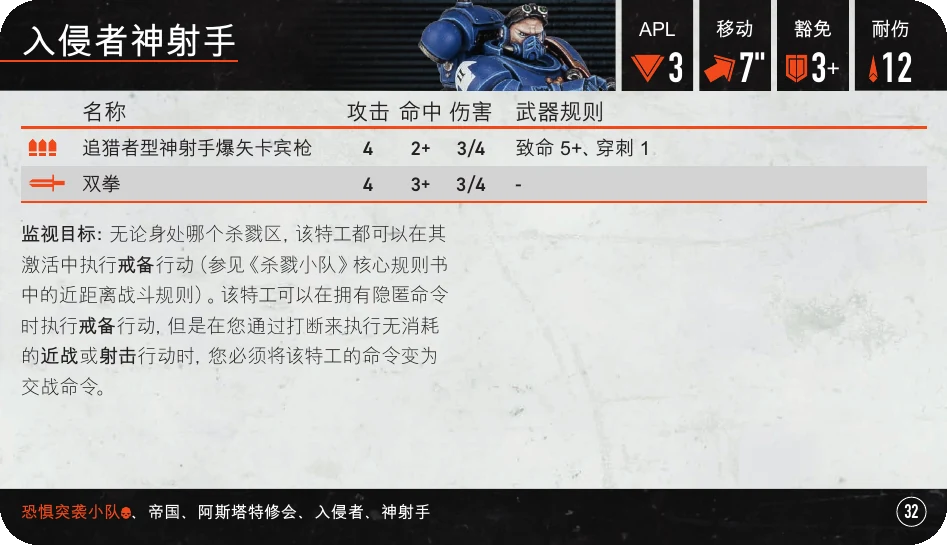 入侵者神射手
APL 移动 豁免 耐伤
3 7" 3+ 12
名称 攻击 命中 伤害 武器规则
追猎者型神射手爆矢卡宾枪 4 2+ 3/4 致命 5+、穿刺 1
双拳 4 3+ 3/4 -
监视目标: 无论身处哪个杀戮区, 该特工都可以在其
激活中执行戒备行动 (参见《杀戮小队》核心规则书
中的近距离战斗规则) 。该特工可以在拥有隐匿命令
时执行戒备行动, 但是在您通过打断来执行无消耗
的近战或射击行动时, 您必须将该特工的命令变为
交战命令。
恐惧突袭小队、帝国、阿斯塔特修会、入侵者、神射手
32